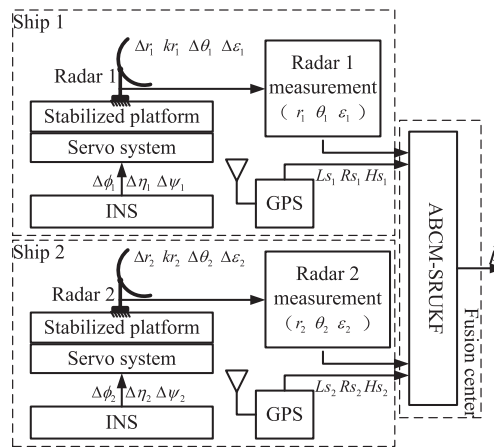 Ship 1
Δr₁ kr₁ Δθ₁ Δε₁
Radar 1
Stabilized platform
Servo system
Δϕ₁ Δη₁ Δψ₁
INS
Radar 1
measurement
( r₁ θ₁ ε₁ )
GPS
Ls₁ Rs₁ Hs₁
Ship 2
Δr₂ kr₂ Δθ₂ Δε₂
Radar 2
Stabilized platform
Servo system
Δϕ₂ Δη₂ Δψ₂
INS
Radar 2
measurement
( r₂ θ₂ ε₂ )
GPS
Ls₂ Rs₂ Hs₂
ABCM-SRUKF
Fusion center